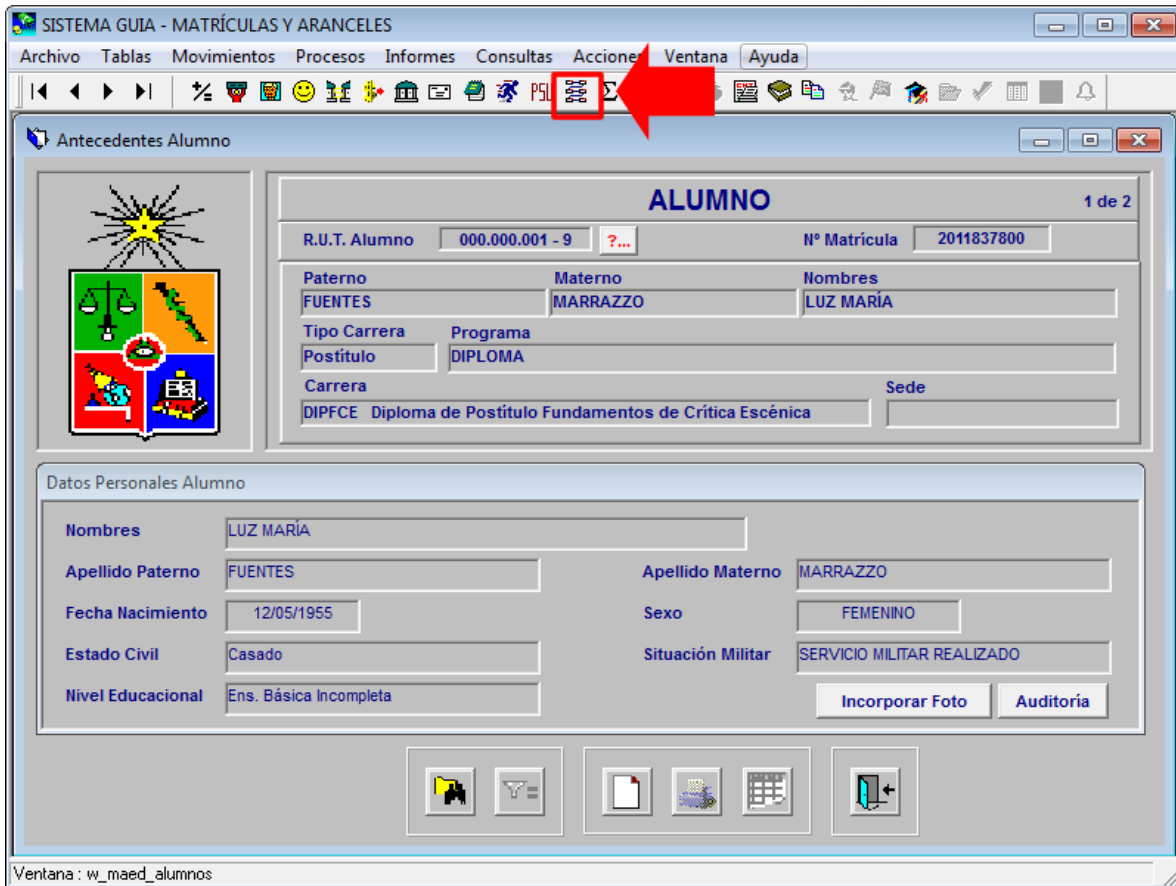 SISTEMA GUIA - MATRÍCULAS Y ARANCELES
Archivo Tablas Movimientos Procesos Informes Consultas Acciones Ventana Ayuda
PSU
Antecedentes Alumno
ALUMNO 1 de 2
R.U.T. Alumno 000.000.001 - 9 ?... Nº Matrícula 2011837800
Paterno Materno Nombres
FUENTES MARRAZZO LUZ MARÍA
Tipo Carrera Programa
Postítulo DIPLOMA
Carrera Sede
DIPFCE Diploma de Postítulo Fundamentos de Crítica Escénica
Datos Personales Alumno
Nombres LUZ MARÍA
Apellido Paterno FUENTES Apellido Materno MARRAZZO
Fecha Nacimiento 12/05/1955 Sexo FEMENINO
Estado Civil Casado Situación Militar SERVICIO MILITAR REALIZADO
Nivel Educacional Ens. Básica Incompleta Incorporar Foto Auditoría
Ventana : w_maed_alumnos